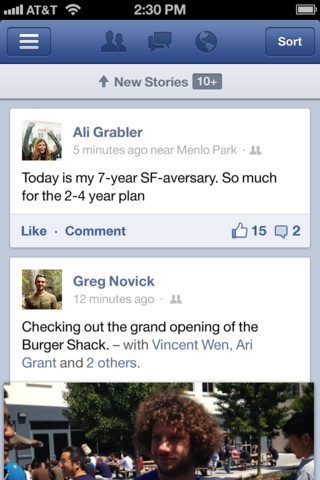 AT&T 2:30 PM
Sort
New Stories 10+
Ali Grabler
5 minutes ago near Menlo Park ·
Today is my 7-year SF-aversary. So much
for the 2-4 year plan
Like · Comment 15 2
Greg Novick
12 minutes ago ·
Checking out the grand opening of the
Burger Shack. – with Vincent Wen, Ari
Grant and 2 others.